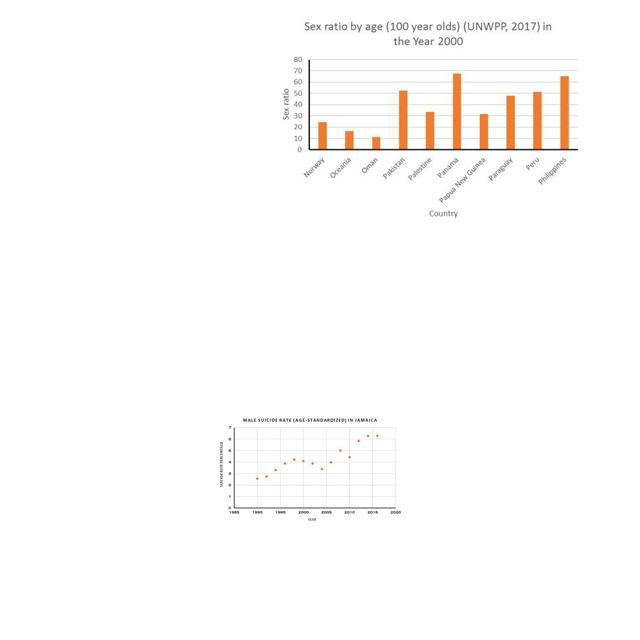 Sex ratio by age (100 year olds) (UNWPP, 2017) in
the Year 2000
80
70
60
50
40
30
20
10
0
Sex ratio
Norway
Oceania
Oman
Pakistan
Palestine
Panama
Papua New Guinea
Paraguay
Peru
Philippines
Country
MALE SUICIDE RATE (AGE-STANDARDIZED) IN JAMAICA
7
6
5
4
3
2
1
0
SUICIDE RATE PERCENTAGE
1985
1990
1995
2000
2005
2010
2015
2020
YEAR